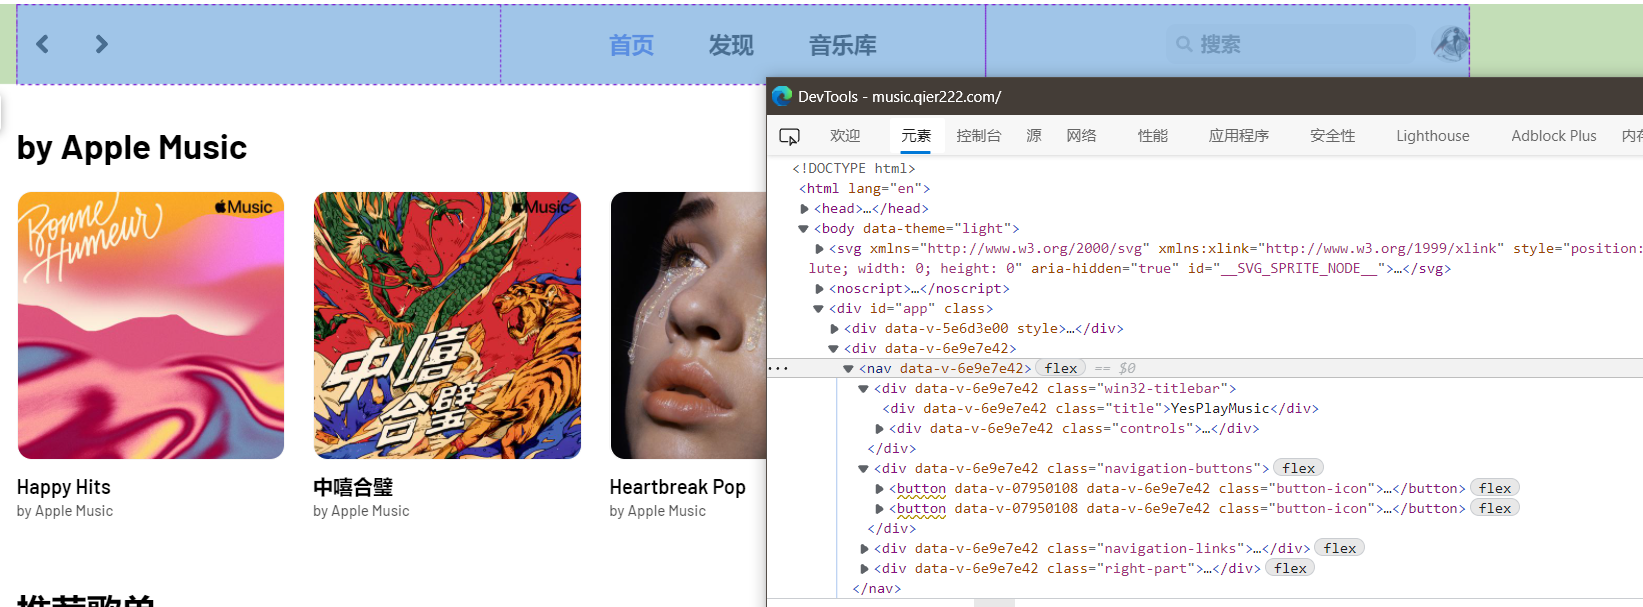 首页 发现 音乐库 搜索
by Apple Music
Bonne Humeur
Music
Music
中嘻合璧
Happy Hits
by Apple Music
中嘻合璧
by Apple Music
Heartbreak Pop
by Apple Music
推荐歌单
DevTools - music.qier222.com/
欢迎 元素 控制台 源 网络 性能 应用程序 安全性 Lighthouse Adblock Plus 内存
<!DOCTYPE html>
<html lang="en">
<head>…</head>
<body data-theme="light">
<svg xmlns="http://www.w3.org/2000/svg" xmlns:xlink="http://www.w3.org/1999/xlink" style="position:
lute; width: 0; height: 0" aria-hidden="true" id="__SVG_SPRITE_NODE__">…</svg>
<noscript>…</noscript>
<div id="app" class>
<div data-v-5e6d3e00 style>…</div>
<div data-v-6e9e7e42>
<nav data-v-6e9e7e42> flex == $0
<div data-v-6e9e7e42 class="win32-titlebar">
<div data-v-6e9e7e42 class="title">YesPlayMusic</div>
<div data-v-6e9e7e42 class="controls">…</div>
</div>
<div data-v-6e9e7e42 class="navigation-buttons"> flex
<button data-v-07950108 data-v-6e9e7e42 class="button-icon">…</button> flex
<button data-v-07950108 data-v-6e9e7e42 class="button-icon">…</button> flex
</div>
<div data-v-6e9e7e42 class="navigation-links">…</div> flex
<div data-v-6e9e7e42 class="right-part">…</div> flex
</nav>